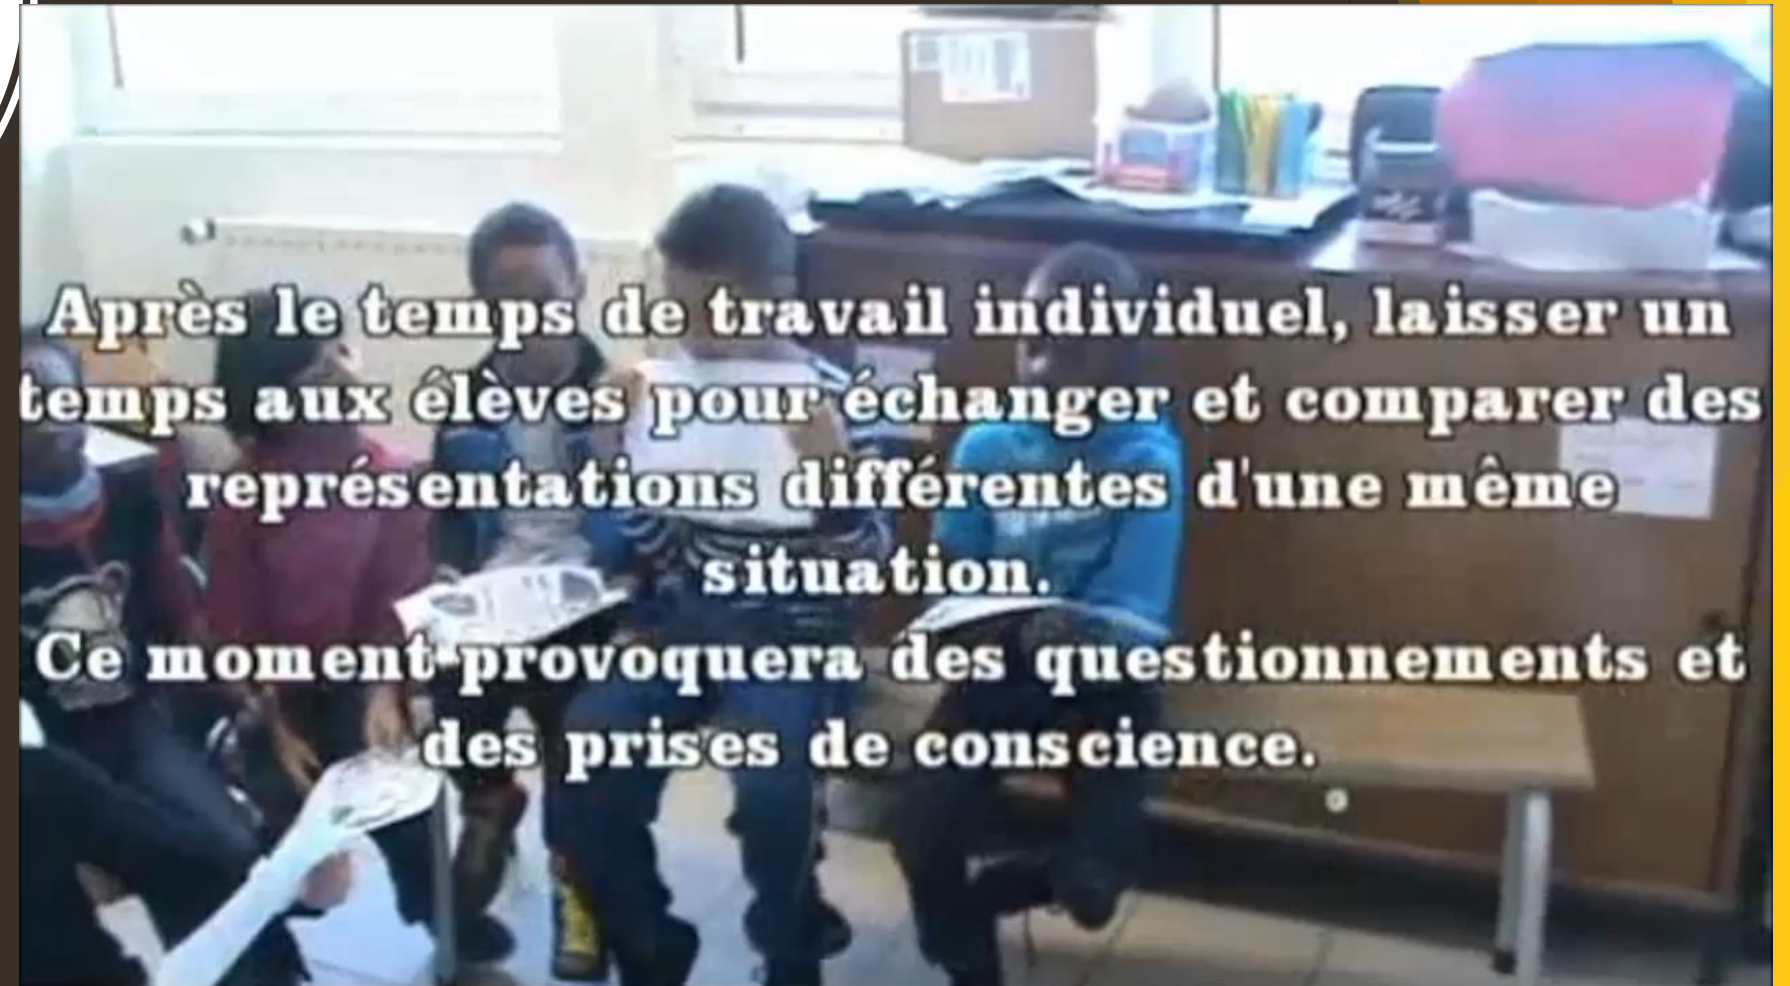 Après le temps de travail individuel, laisser un
temps aux élèves pour échanger et comparer des
représentations différentes d'une même
situation.
Ce moment provoquera des questionnements et
des prises de conscience.